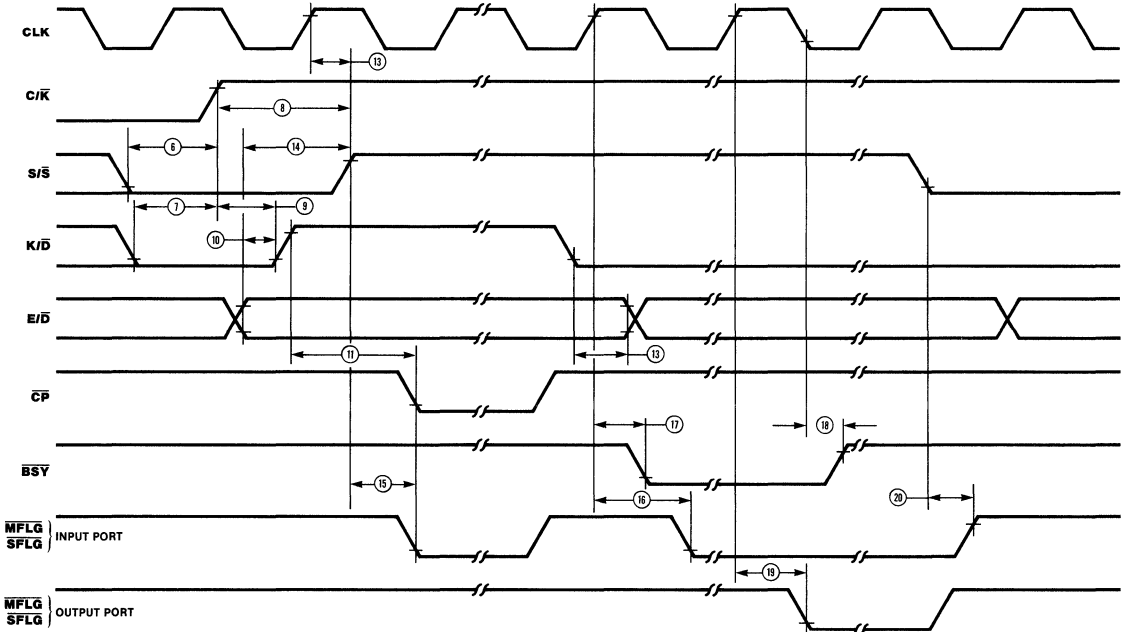 CLK
13
C/K̅
8
6
14
S/S̅
7
9
K/D̅
10
E/D̅
11
13
C̅P̅
17
18
B̅S̅Y̅
15
16
20
M̅F̅L̅G̅
S̅F̅L̅G̅ } INPUT PORT
19
M̅F̅L̅G̅
S̅F̅L̅G̅ } OUTPUT PORT